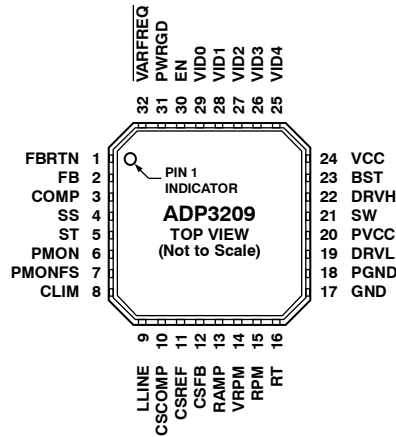 VARFREQ
PWRGD
EN
VID0
VID1
VID2
VID3
VID4
32 31 30 29 28 27 26 25
FBRTN 1
FB 2
COMP 3
SS 4
ST 5
PMON 6
PMONFS 7
CLIM 8
PIN 1
INDICATOR
ADP3209
TOP VIEW
(Not to Scale)
24 VCC
23 BST
22 DRVH
21 SW
20 PVCC
19 DRVL
18 PGND
17 GND
9 10 11 12 13 14 15 16
LLINE
CSCOMP
CSREF
CSFB
RAMP
VRPM
RPM
RT